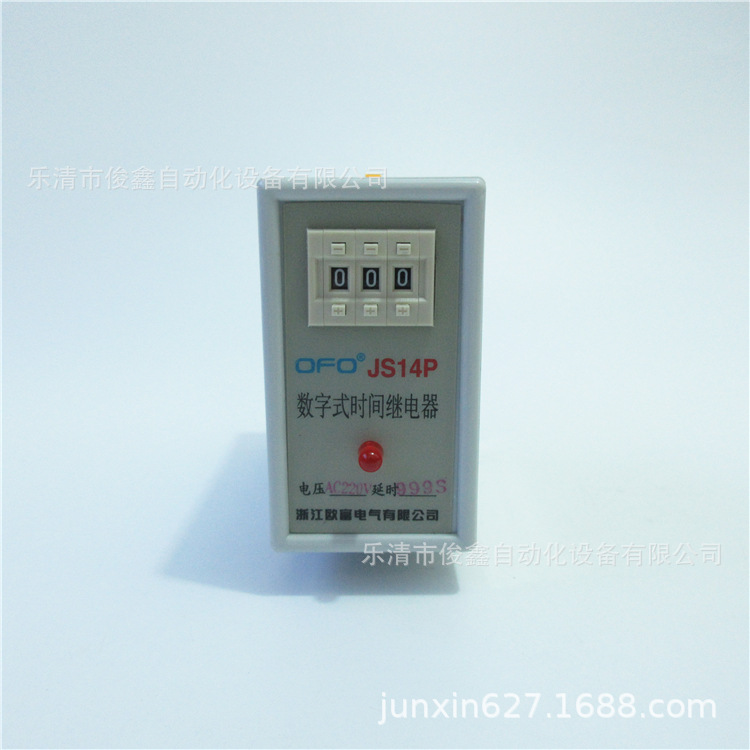 乐清市俊鑫自动化设备有限公司
− − −
0 0 0
+ + +
OFO® JS14P
数字式时间继电器
电压AC220V延时999S
浙江欧富电气有限公司
乐清市俊鑫自动化设备有限公司
junxin627.1688.com